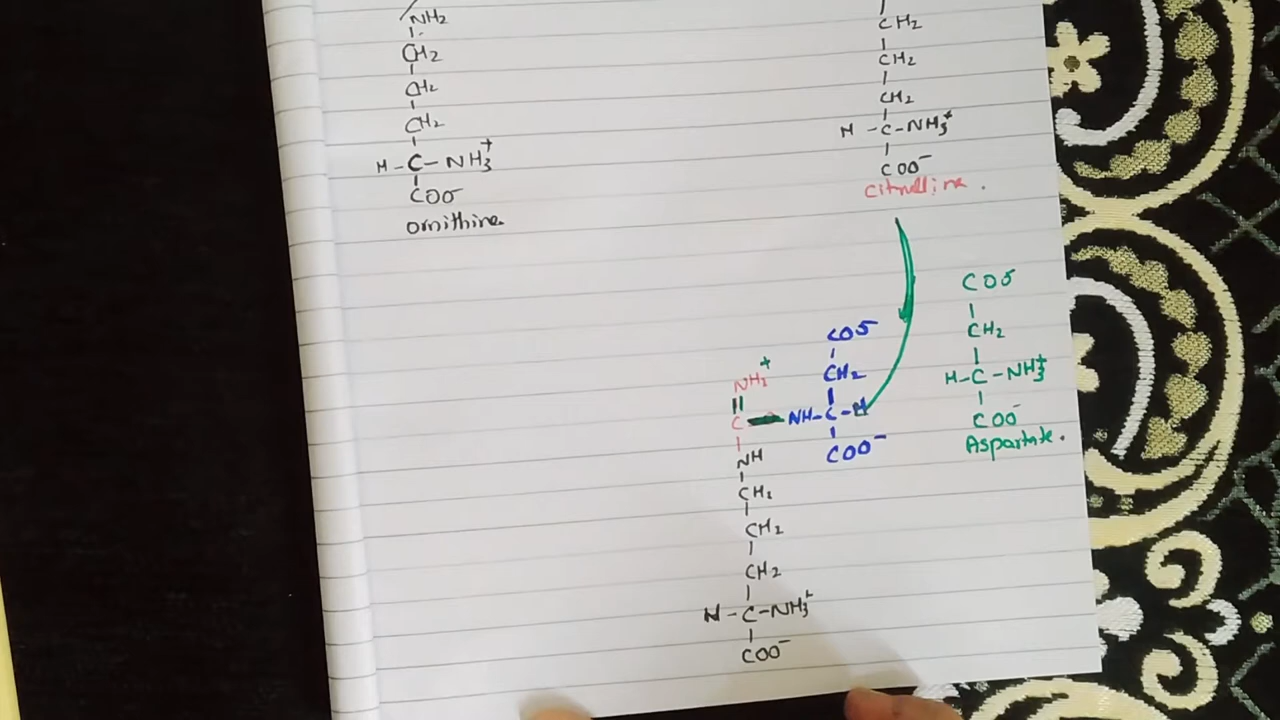 NH2
CH2
CH2
CH2
H-C-NH3+
COO-
ornithine
CH2
CH2
CH2
H-C-NH3+
COO-
Citrulline.
COO-
CH2
H-C-NH3+
COO-
Aspartate.
COO-
CH2
NH-C-H
COO-
NH2+
C
NH
CH2
CH2
CH2
H-C-NH3+
COO-